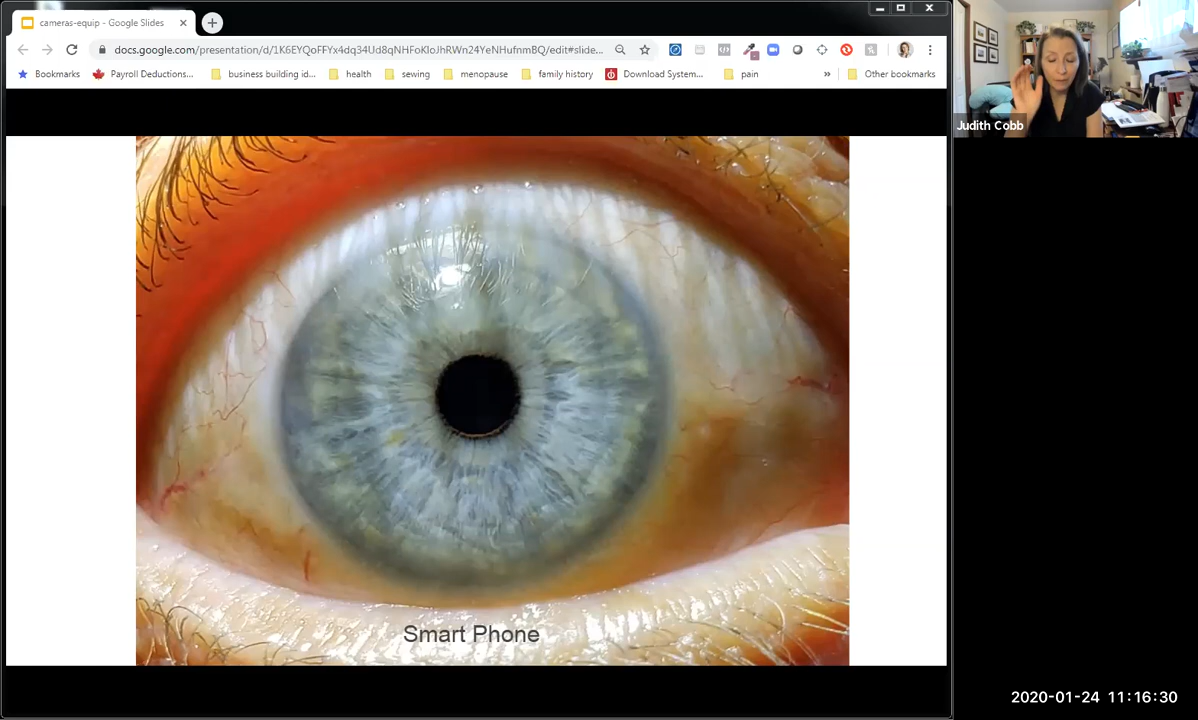 cameras-equip - Google Slides
docs.google.com/presentation/d/1K6EYQoFFYx4dq34Ud8qNHFoKloJhRWn24YeNHufnmBQ/edit#slide...
Bookmarks Payroll Deductions... business building id... health sewing menopause family history Download System... pain » Other bookmarks
Judith Cobb
Smart Phone
2020-01-24 11:16:30